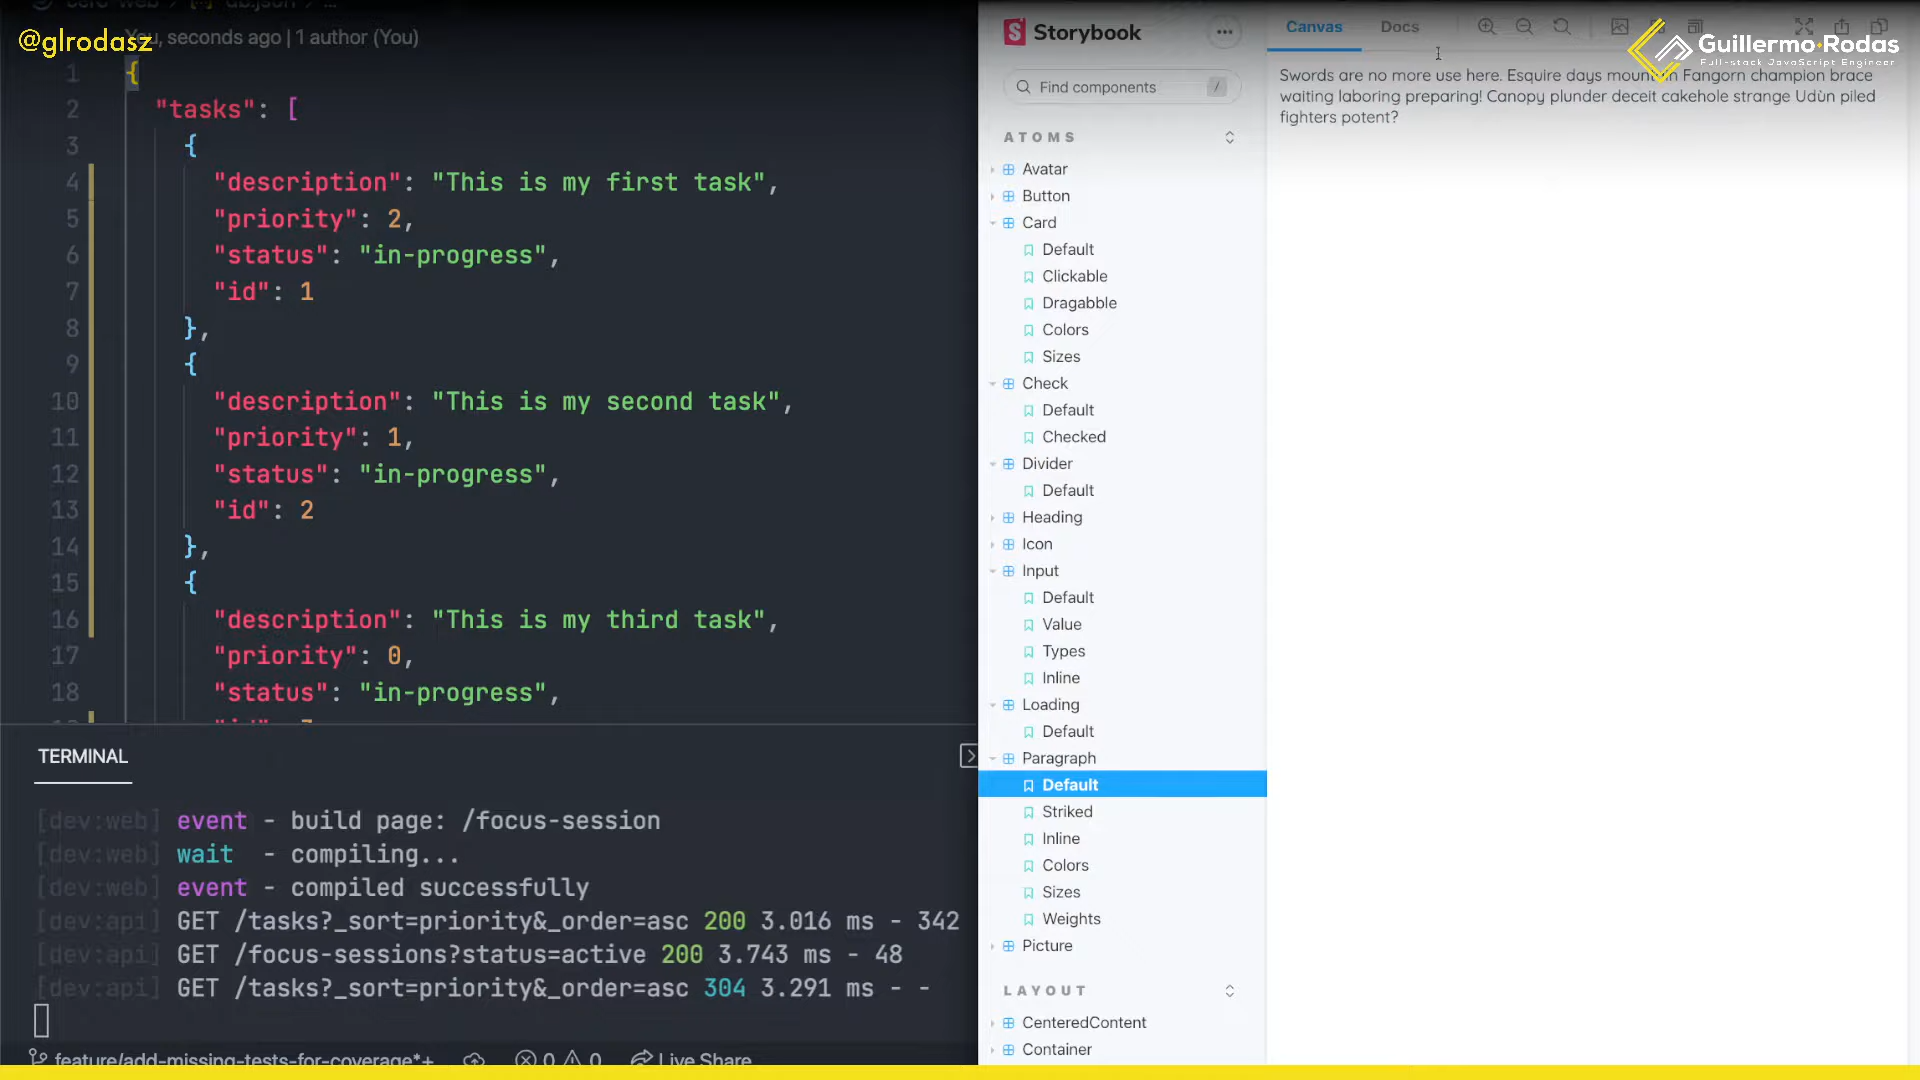 @glrodasz
You, seconds ago | 1 author (You)
1 {
2 "tasks": [
3 {
4 "description": "This is my first task",
5 "priority": 2,
6 "status": "in-progress",
7 "id": 1
8 },
9 {
10 "description": "This is my second task",
11 "priority": 1,
12 "status": "in-progress",
13 "id": 2
14 },
15 {
16 "description": "This is my third task",
17 "priority": 0,
18 "status": "in-progress",
TERMINAL
[dev:web] event - build page: /focus-session
[dev:web] wait - compiling...
[dev:web] event - compiled successfully
[dev:api] GET /tasks?_sort=priority&_order=asc 200 3.016 ms - 342
[dev:api] GET /focus-sessions?status=active 200 3.743 ms - 48
[dev:api] GET /tasks?_sort=priority&_order=asc 304 3.291 ms - -
feature/add-missing-tests-for-coverage*+ 0 0 Live Share
Storybook
Find components /
ATOMS
Avatar
Button
Card
Default
Clickable
Dragabble
Colors
Sizes
Check
Default
Checked
Divider
Default
Heading
Icon
Input
Default
Value
Types
Inline
Loading
Default
Paragraph
Default
Striked
Inline
Colors
Sizes
Weights
Picture
LAYOUT
CenteredContent
Container
Canvas Docs
Guillermo Rodas
Full-stack JavaScript Engineer
Swords are no more use here. Esquire days mountain Fangorn champion brace
waiting laboring preparing! Canopy plunder deceit cakehole strange Udùn piled
fighters potent?